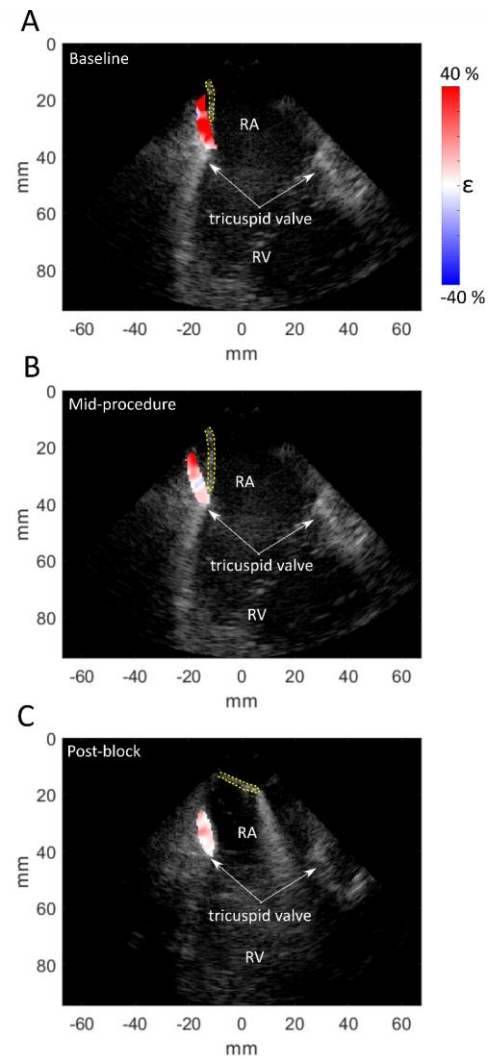 A
Baseline
0
20
40
60
80
mm
RA
tricuspid valve
RV
-60 -40 -20 0 20 40 60
mm
40 %
ε
-40 %
B
Mid-procedure
0
20
40
60
80
mm
RA
tricuspid valve
RV
-60 -40 -20 0 20 40 60
mm
C
Post-block
0
20
40
60
80
mm
RA
tricuspid valve
RV
-60 -40 -20 0 20 40 60
mm